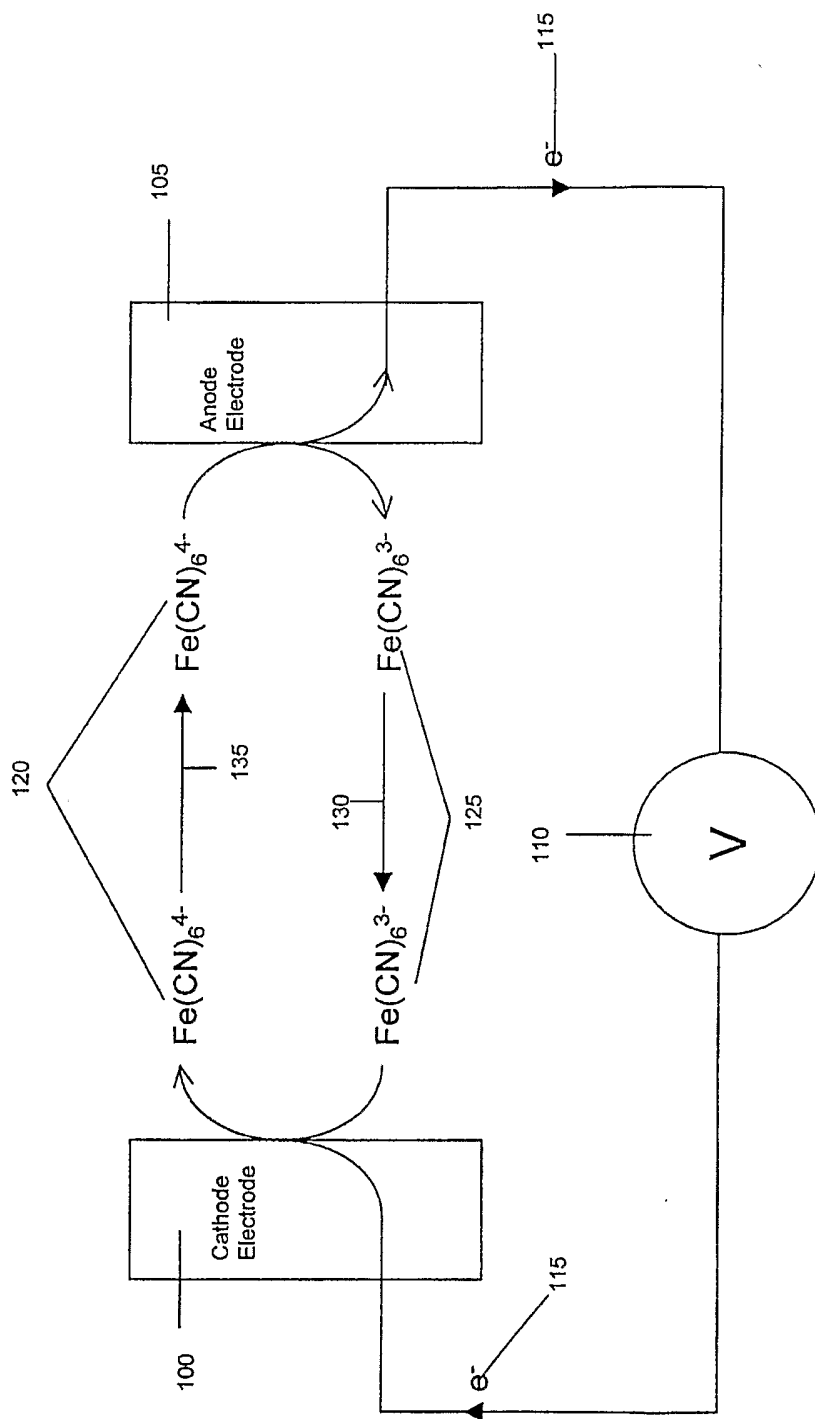 120
Fe(CN)₆⁴⁻
Fe(CN)₆⁴⁻
135
100
Cathode
Electrode
Anode
Electrode
105
130
Fe(CN)₆³⁻
Fe(CN)₆³⁻
125
e⁻
115
e⁻
115
110
V